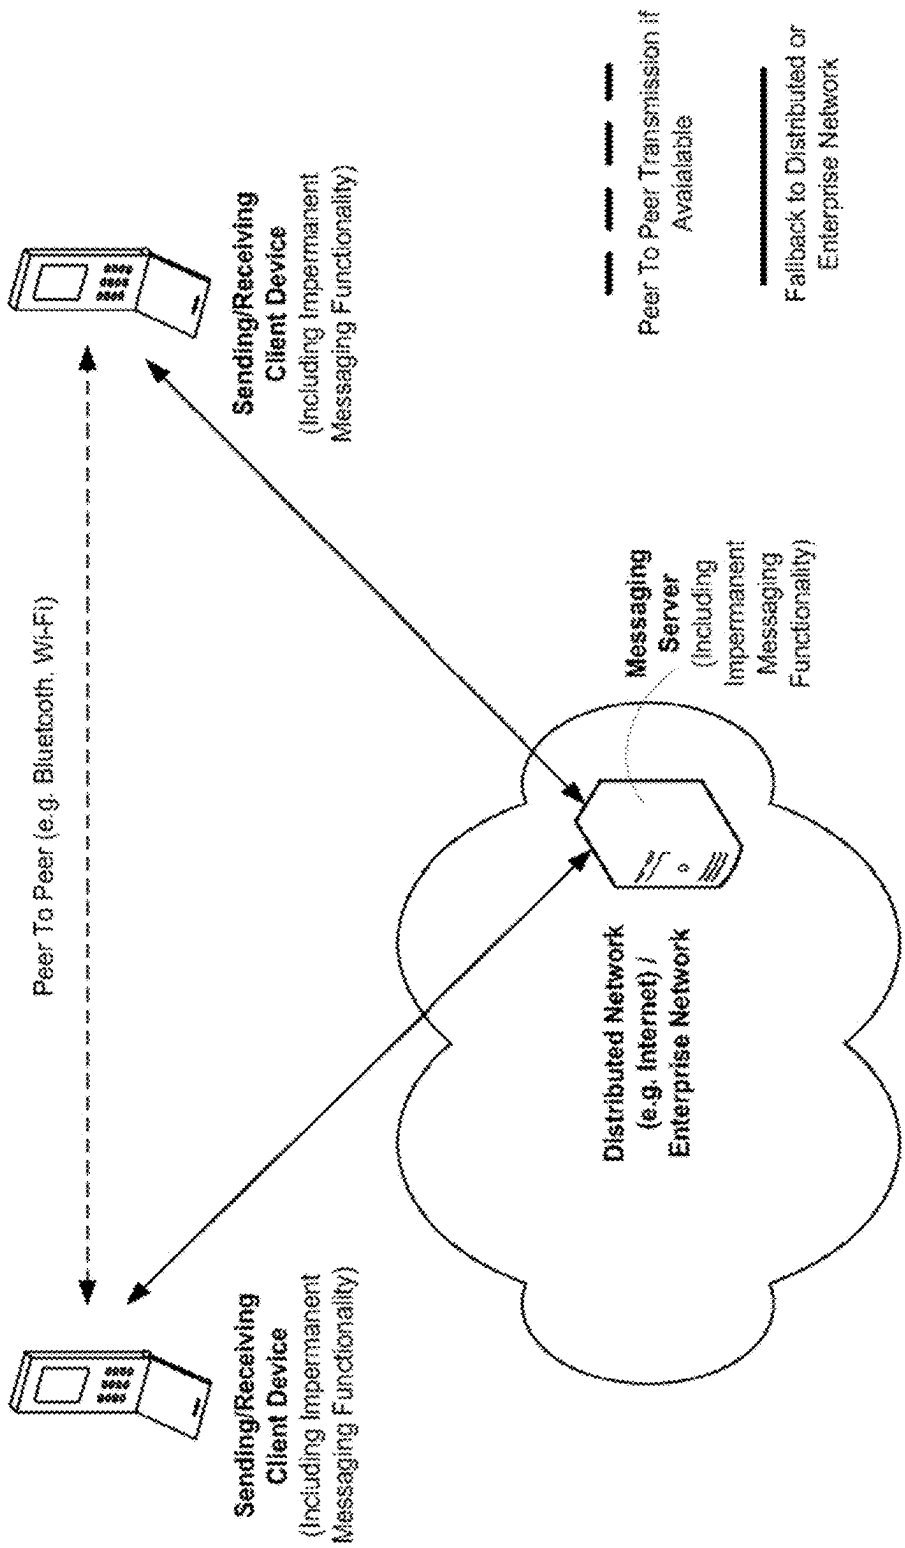 Peer To Peer (e.g. Bluetooth, Wi-Fi)
Sending/Receiving
Client Device
(Including Impermanent
Messaging Functionality)
Sending/Receiving
Client Device
(Including Impermanent
Messaging Functionality)
Distributed Network
(e.g. Internet) /
Enterprise Network
Messaging
Server
(Including
Impermanent
Messaging
Functionality)
Peer To Peer Transmission if
Avaialable
Fallback to Distributed or
Enterprise Network